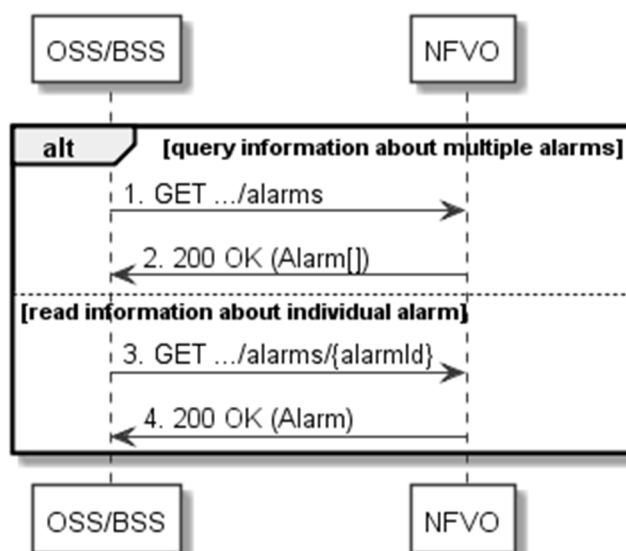 OSS/BSS NFVO
alt [query information about multiple alarms]
1. GET .../alarms
2. 200 OK (Alarm[])
[read information about individual alarm]
3. GET .../alarms/{alarmId}
4. 200 OK (Alarm)
OSS/BSS NFVO